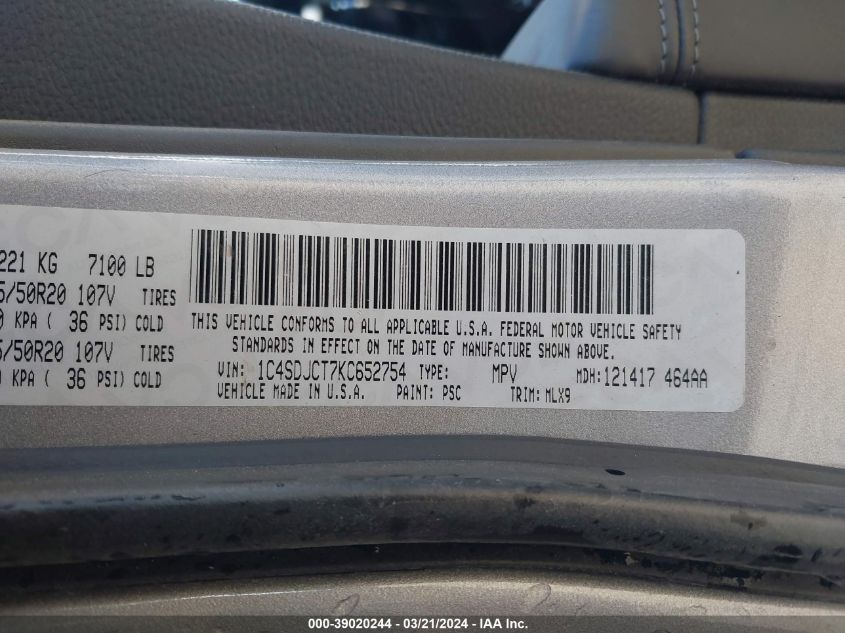 221 KG 7100 LB
/50R20 107V TIRES
KPA ( 36 PSI) COLD
/50R20 107V TIRES
KPA ( 36 PSI) COLD
THIS VEHICLE CONFORMS TO ALL APPLICABLE U.S.A. FEDERAL MOTOR VEHICLE SAFETY
STANDARDS IN EFFECT ON THE DATE OF MANUFACTURE SHOWN ABOVE.
VIN: 1C4SDJCT7KC652754 TYPE: MPV MDH: 121417 464AA
VEHICLE MADE IN U.S.A. PAINT: PSC TRIM: MLX9
000-39020244 - 03/21/2024 - IAA Inc.